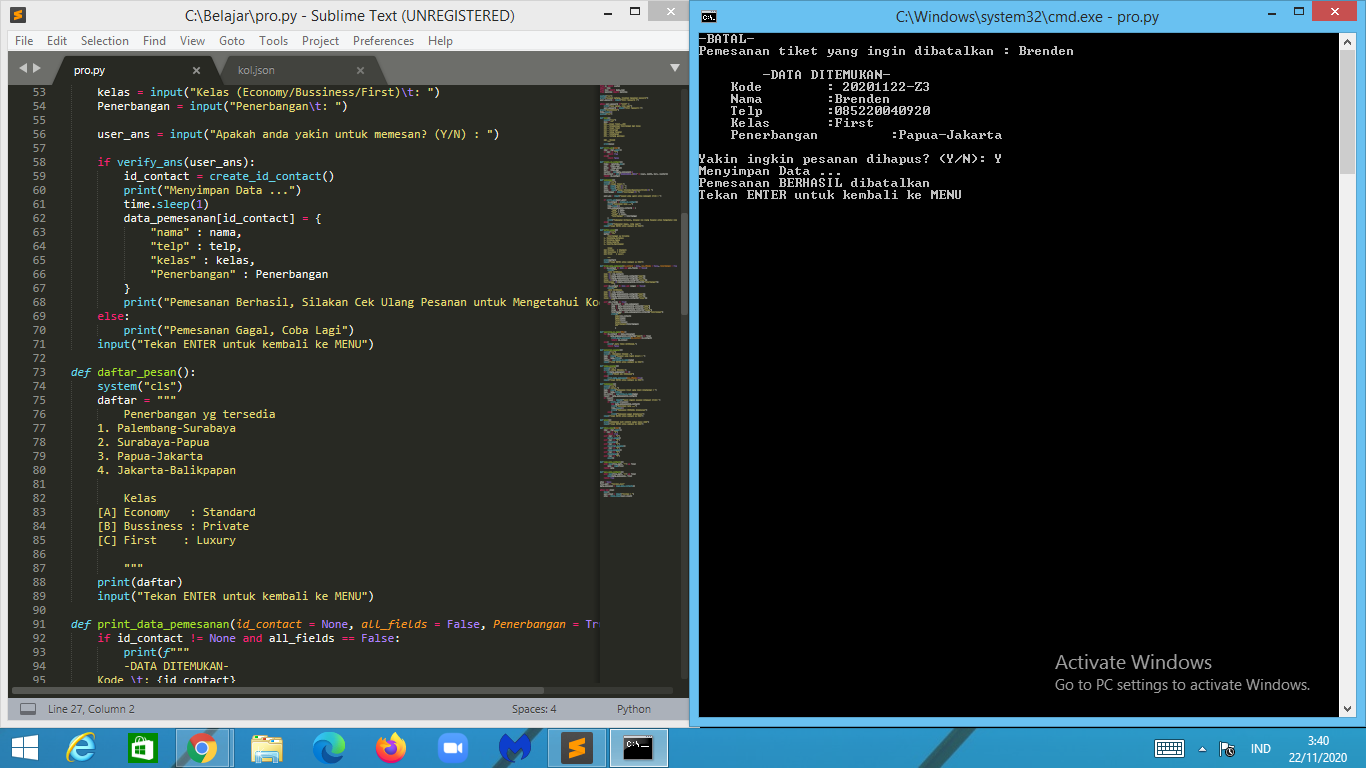 C:\Belajar\pro.py - Sublime Text (UNREGISTERED)
File Edit Selection Find View Goto Tools Project Preferences Help
pro.py
kol.json
53 kelas = input("Kelas (Economy/Bussiness/First)\t: ")
54 Penerbangan = input("Penerbangan\t: ")
55
56 user_ans = input("Apakah anda yakin untuk memesan? (Y/N) : ")
57
58 if verify_ans(user_ans):
59 id_contact = create_id_contact()
60 print("Menyimpan Data ...")
61 time.sleep(1)
62 data_pemesanan[id_contact] = {
63 "nama" : nama,
64 "telp" : telp,
65 "kelas" : kelas,
66 "Penerbangan" : Penerbangan
67 }
68 print("Pemesanan Berhasil, Silakan Cek Ulang Pesanan untuk Mengetahui Ko
69 else:
70 print("Pemesanan Gagal, Coba Lagi")
71 input("Tekan ENTER untuk kembali ke MENU")
72
73 def daftar_pesan():
74 system("cls")
75 daftar = """
76 Penerbangan yg tersedia
77 1. Palembang-Surabaya
78 2. Surabaya-Papua
79 3. Papua-Jakarta
80 4. Jakarta-Balikpapan
81
82 Kelas
83 [A] Economy : Standard
84 [B] Bussiness : Private
85 [C] First : Luxury
86
87 """
88 print(daftar)
89 input("Tekan ENTER untuk kembali ke MENU")
90
91 def print_data_pemesanan(id_contact = None, all_fields = False, Penerbangan = Tr
92 if id_contact != None and all_fields == False:
93 print(f"""
94 -DATA DITEMUKAN-
95 Kode \t: {id_contact}
Line 27, Column 2
Spaces: 4
Python
C:\Windows\system32\cmd.exe - pro.py
-BATAL-
Pemesanan tiket yang ingin dibatalkan : Brenden
-DATA DITEMUKAN-
Kode : 20201122-Z3
Nama :Brenden
Telp :085220040920
Kelas :First
Penerbangan :Papua-Jakarta
Yakin ingkin pesanan dihapus? (Y/N): Y
Menyimpan Data ...
Pemesanan BERHASIL dibatalkan
Tekan ENTER untuk kembali ke MENU
Activate Windows
Go to PC settings to activate Windows.
IND
3:40
22/11/2020